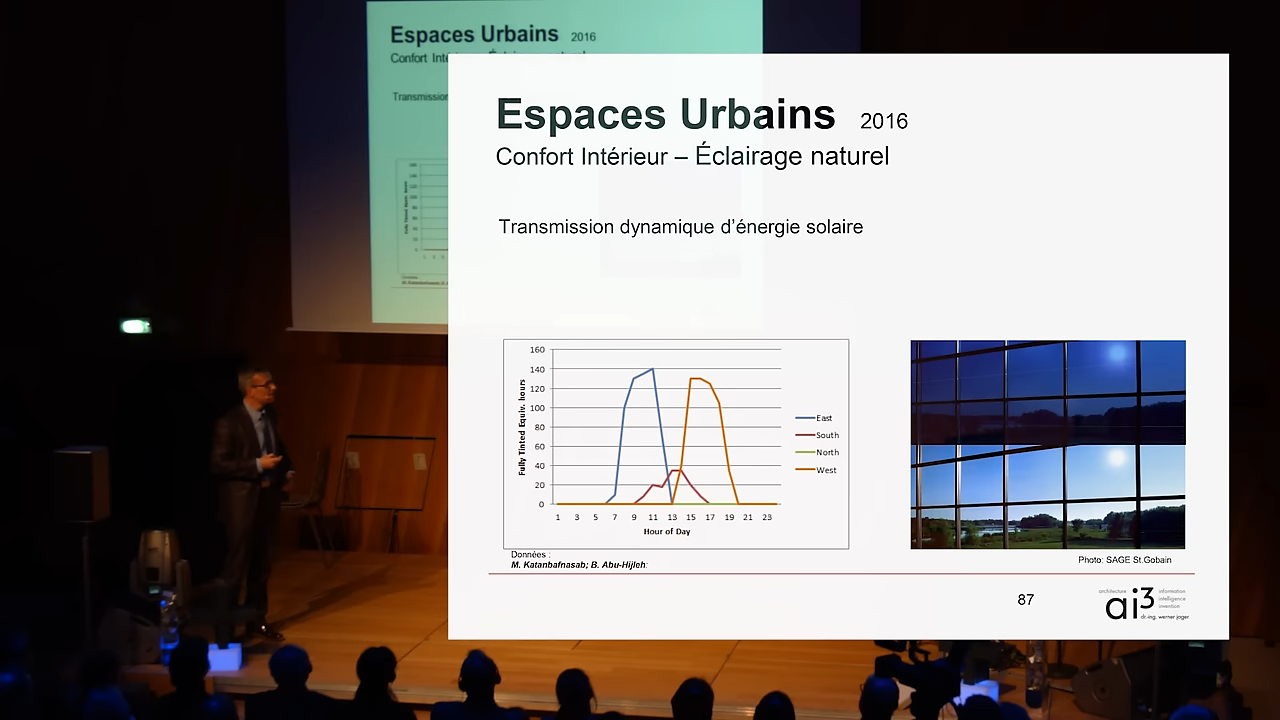 Espaces Urbains 2016
Confort Inté
Transmission
Espaces Urbains 2016
Confort Intérieur – Éclairage naturel
Transmission dynamique d'énergie solaire
160
140
120
100
80
60
40
20
0
Fully Tinted Equiv. hours
1 3 5 7 9 11 13 15 17 19 21 23
Hour of Day
East
South
North
West
Données :
M. Katanbafnasab; B. Abu-Hijleh:
Photo: SAGE St.Gobain
87
architecture
ai3
information
intelligence
invention
dr.-ing. werner jager